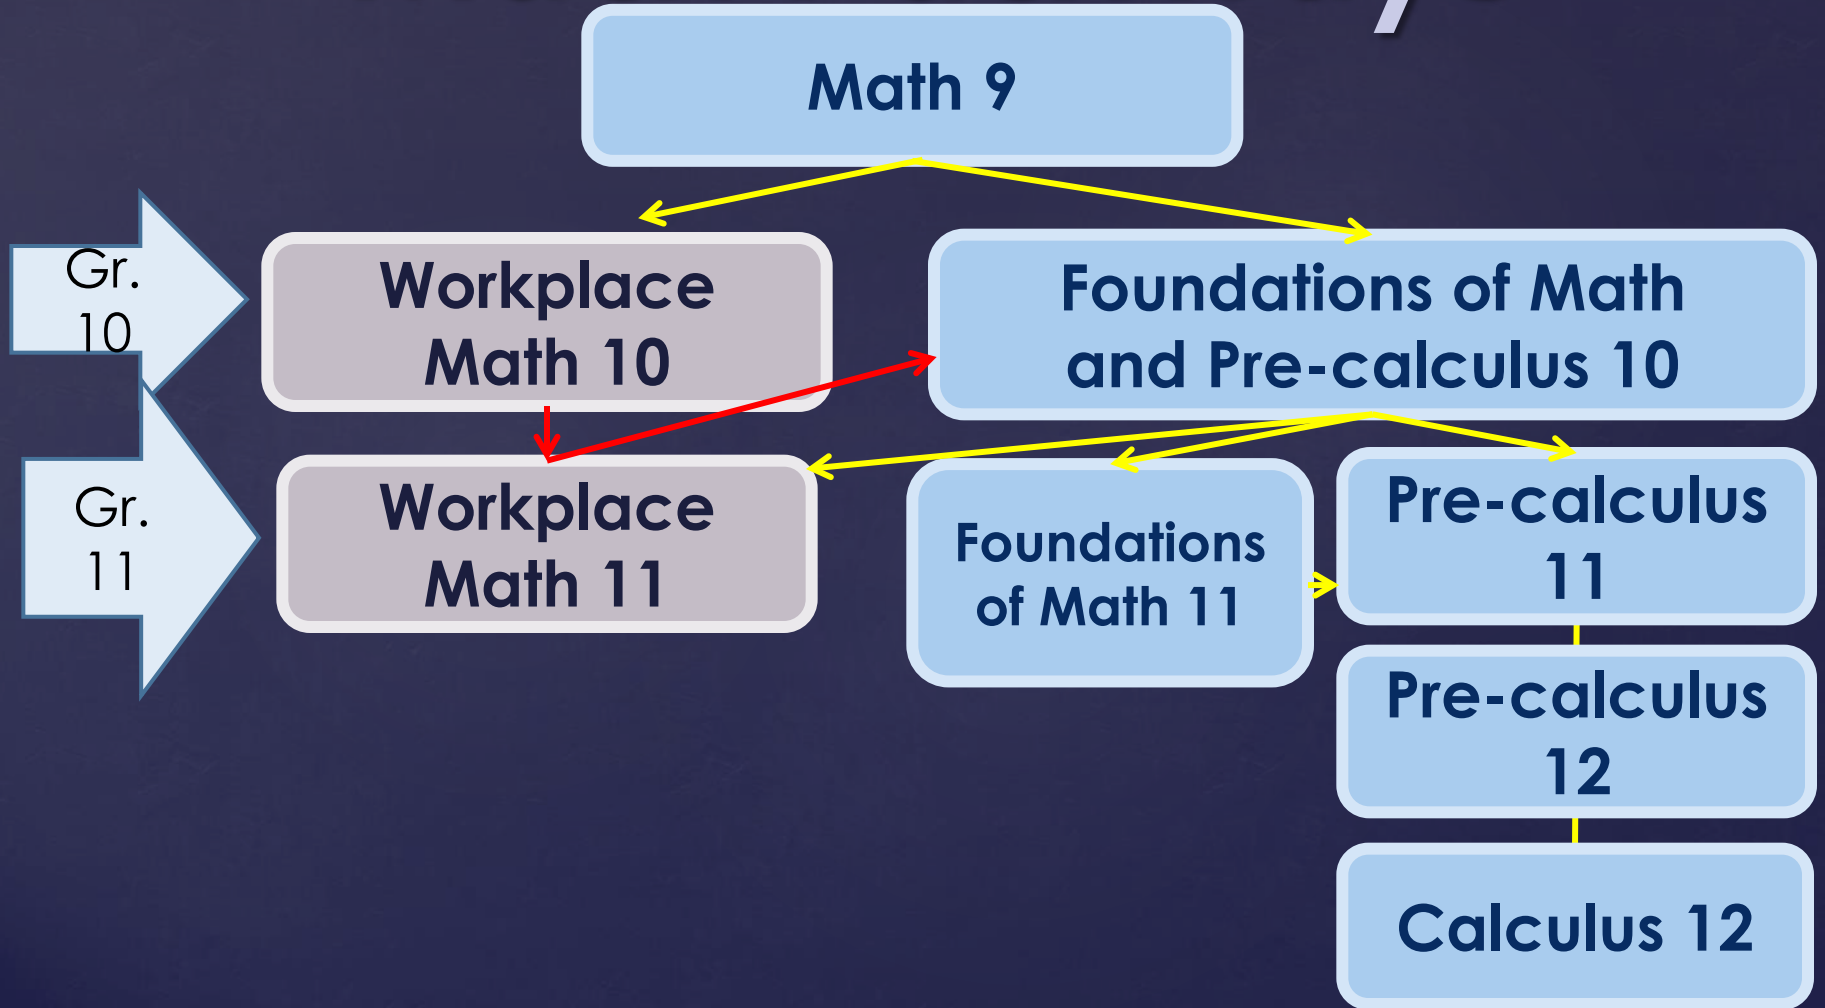 Math 9
Gr.
10
Workplace
Math 10
Foundations of Math
and Pre-calculus 10
Gr.
11
Workplace
Math 11
Foundations
of Math 11
Pre-calculus
11
Pre-calculus
12
Calculus 12